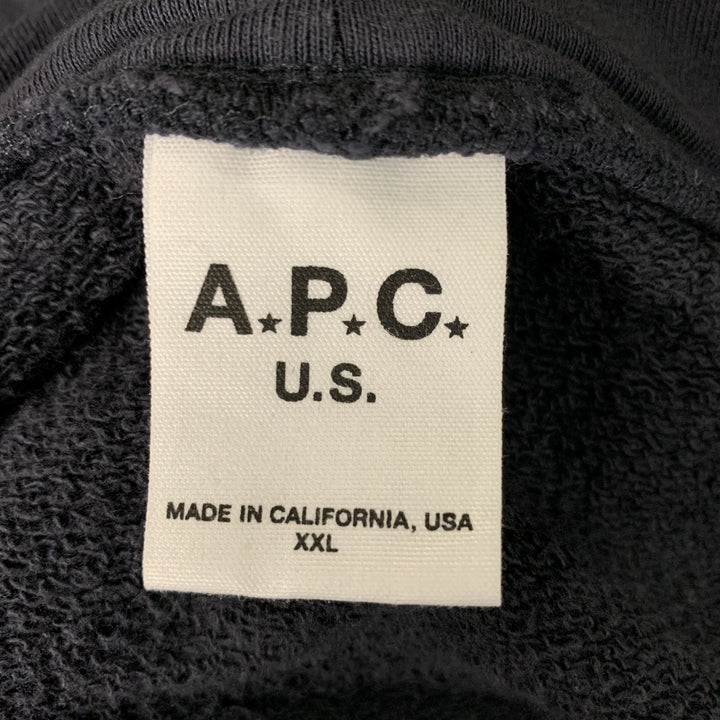 A★P★C★
U.S.
MADE IN CALIFORNIA, USA
XXL